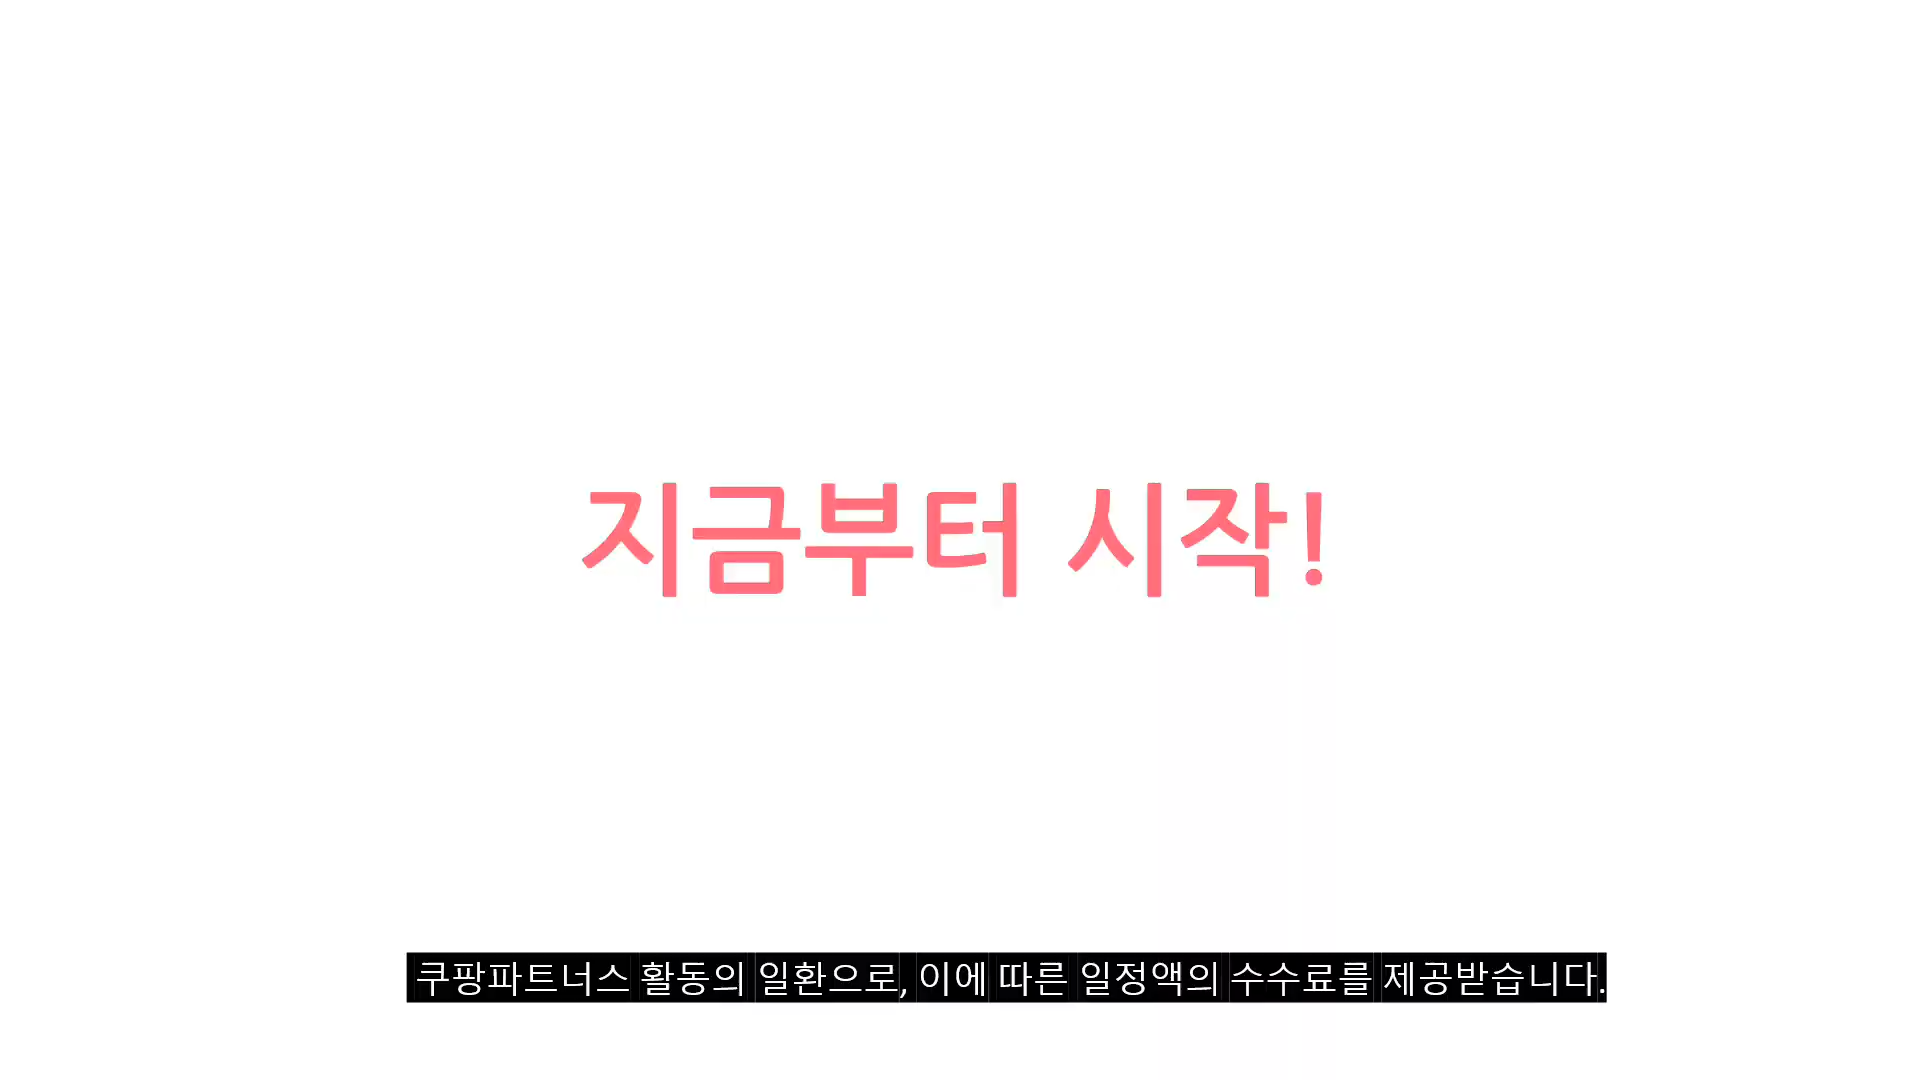 지금부터 시작!
쿠팡파트너스 활동의 일환으로, 이에 따른 일정액의 수수료를 제공받습니다.